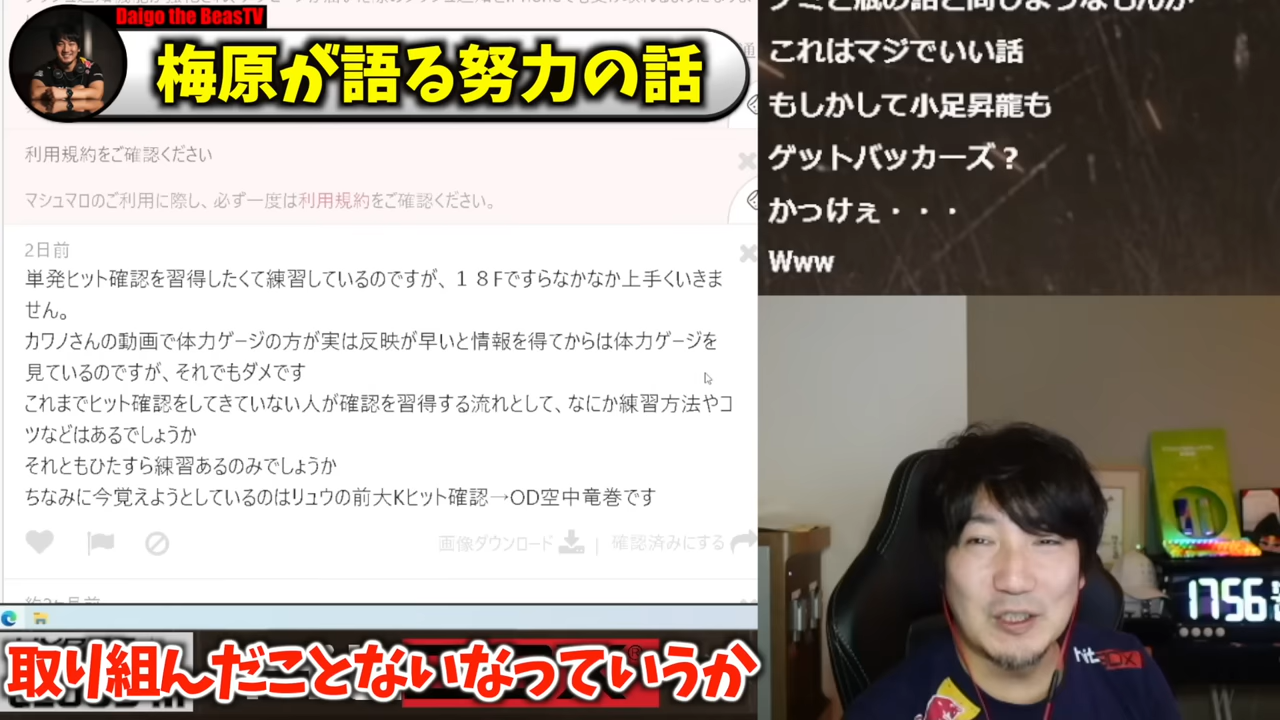 Daigo the BeasTV
梅原が語る努力の話
利用規約をご確認ください
マシュマロのご利用に際し、必ず一度は利用規約をご確認ください。
2日前
単発ヒット確認を習得したくて練習しているのですが、１８Fですらなかなか上手くいきま
せん。
カワノさんの動画で体力ゲージの方が実は反映が早いと情報を得てからは体力ゲージを
見ているのですが、それでもダメです
これまでヒット確認をしてきていない人が確認を習得する流れとして、なにか練習方法やコ
ツなどはあるでしょうか
それともひたすら練習あるのみでしょうか
ちなみに今覚えようとしているのはリュウの前大Kヒット確認→OD空中竜巻です
画像ダウンロード | 確認済みにする
取り組んだことないなっていうか
これはマジでいい話
もしかして小足昇龍も
ゲットバッカーズ？
かっけぇ・・・
Www
1756
hitBOX